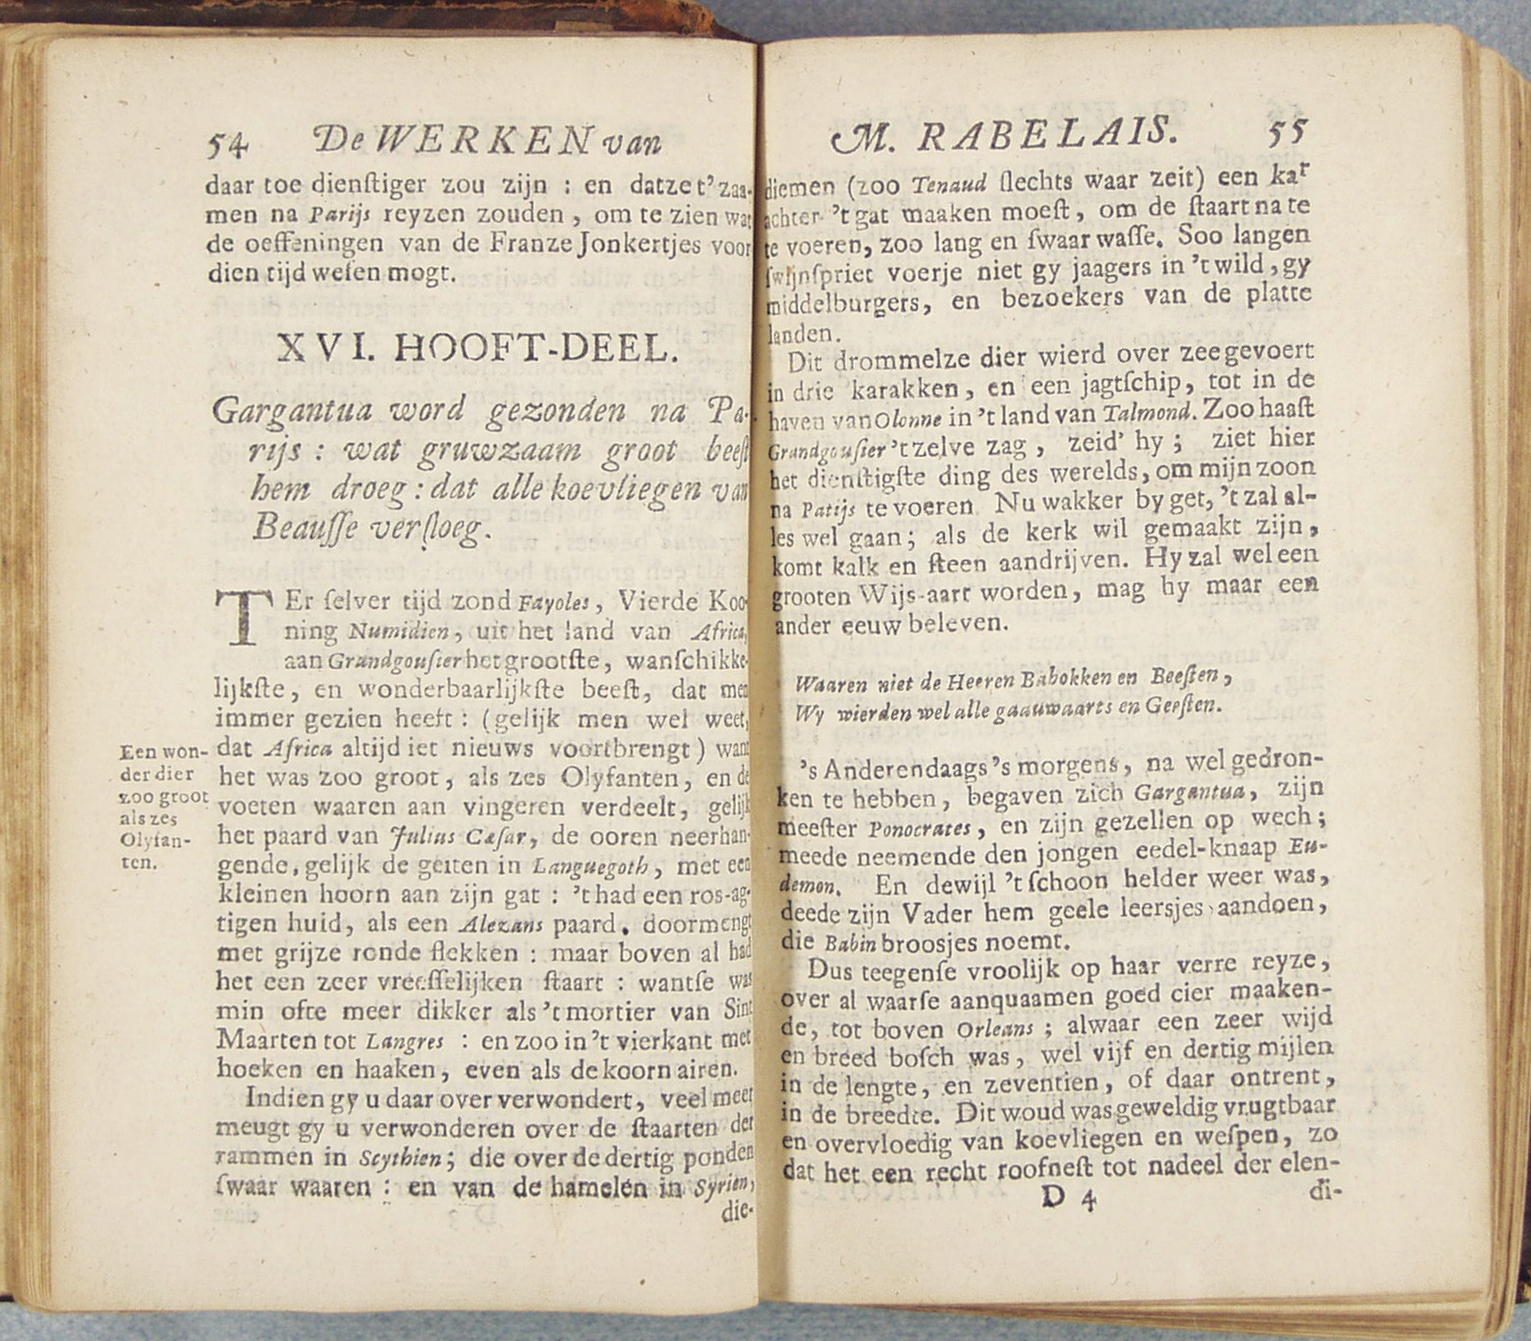 54 De WERKEN van
daar toe dienſtiger zou zijn : en datze t' zaa-
men na Parijs reyzen zouden, om te zien wat
de oeffeningen van de Franze Jonkertjes voor
dien tijd weſen mogt.
XVI. HOOFT-DEEL.
Gargantua word gezonden na Pa-
rijs : wat gruwzaam groot beeſt
hem droeg : dat alle koevliegen van
Beauſſe verſloeg.
TEr ſelver tijd zond Fayoles, Vierde Koo-
ning Numidien, uit het land van Africa,
aan Grandgouſier het grootſte, wanſchikke-
lijkſte, en wonderbaarlijkſte beeſt, dat men
immer gezien heeft : (gelijk men wel weet,
dat Africa altijd iet nieuws voortbrengt) want
het was zoo groot, als zes Olyfanten, en de
voeten waaren aan vingeren verdeelt, gelijk
het paard van Julius Cæſar, de ooren neerhan-
gende, gelijk de geiten in Languegoth, met een
kleinen hoorn aan zijn gat : 't had een ros-ag-
tigen huid, als een Alezans paard, doormengt
met grijze ronde flekken : maar boven al had
het een zeer vreeſſelijken ſtaart : wantſe was
min ofte meer dikker als 't mortier van Sint
Maarten tot Langres : en zoo in 't vierkant met
hoeken en haaken, even als de koorn airen.
Indien gy u daar over verwondert, veel meer
meugt gy u verwonderen over de ſtaarten der
rammen in Scythien; die over de dertig ponden
ſwaar waaren : en van de hamelen in Syrien,
die-
Een won-
der dier
zoo groot
als zes
Olyfan-
ten.
M. RABELAIS. 55
diemen (zoo Tenaud ſlechts waar zeit) een kar
achter 't gat maaken moeſt, om de ſtaart na te
te voeren, zoo lang en ſwaar waſſe. Soo langen
ſwijnſpriet voerje niet gy jaagers in 't wild, gy
middelburgers, en bezoekers van de platte
landen.
Dit drommelze dier wierd over zee gevoert
in drie karakken, en een jagtſchip, tot in de
haven van Olonne in 't land van Talmond. Zoo haaſt
Grandgouſier 't zelve zag, zeid' hy; ziet hier
het dienſtigſte ding des werelds, om mijn zoon
na Patijs te voeren Nu wakker by get, 't zal al-
les wel gaan; als de kerk wil gemaakt zijn,
komt kalk en ſteen aandrijven. Hy zal wel een
grooten Wijs-aart worden, mag hy maar een
ander eeuw beleven.
Waaren niet de Heeren Babokken en Beeſten,
Wy wierden wel alle gaauwaarts en Geeſten.
's Anderendaags 's morgens, na wel gedron-
ken te hebben, begaven zich Gargantua, zijn
meeſter Ponocrates, en zijn gezellen op wech;
meede neemende den jongen eedel-knaap Eu-
demon. En dewijl 't ſchoon helder weer was,
deede zijn Vader hem geele leersjes aandoen,
die Babin broosjes noemt.
Dus teegenſe vroolijk op haar verre reyze,
over al waarſe aanquaamen goed cier maaken-
de, tot boven Orleans; alwaar een zeer wijd
en breed boſch was, wel vijf en dertig mijlen
in de lengte, en zeventien, of daar ontrent,
in de breedte. Dit woud was geweldig vrugtbaar
en overvloedig van koevliegen en weſpen, zo
dat het een recht roofneſt tot nadeel der elen-
D 4 di-